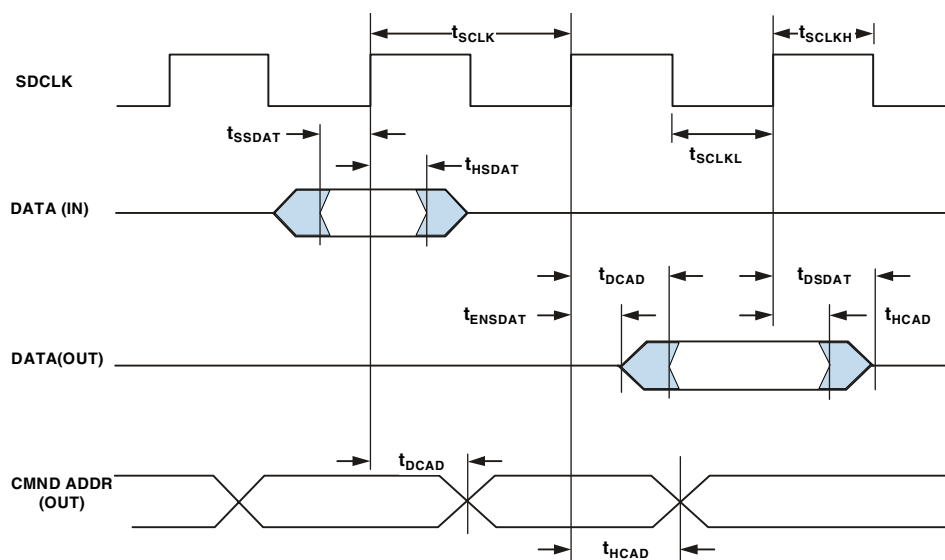 tSCLK
tSCLKH
SDCLK
tSSDAT
tSCLKL
tHSDAT
DATA (IN)
tDCAD
tDSDAT
tENSDAT
tHCAD
DATA(OUT)
tDCAD
CMND ADDR
(OUT)
tHCAD